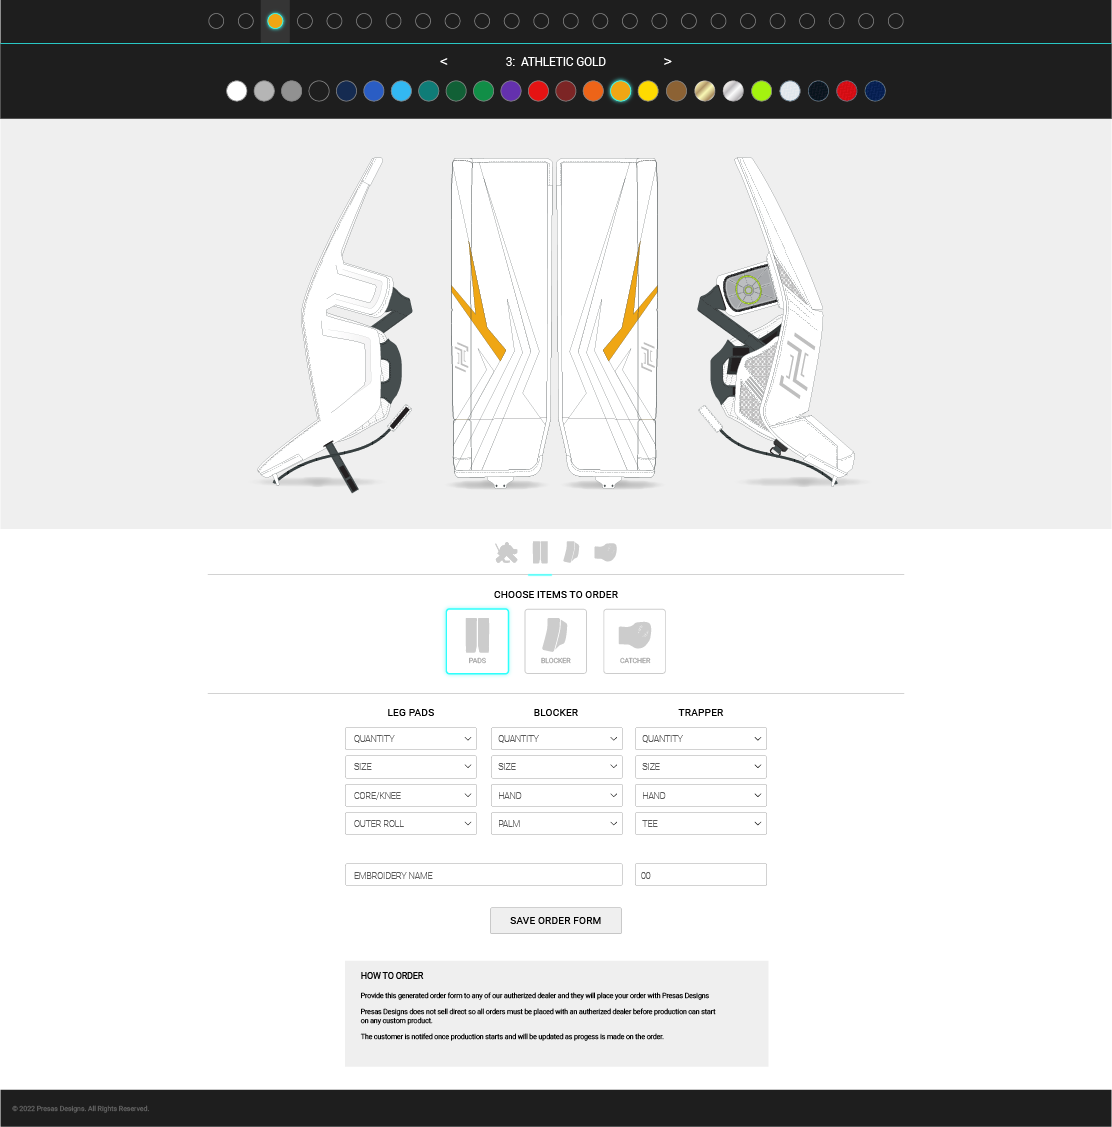 < 3: ATHLETIC GOLD >
CHOOSE ITEMS TO ORDER
PADS BLOCKER CATCHER
LEG PADS BLOCKER TRAPPER
QUANTITY QUANTITY QUANTITY
SIZE SIZE SIZE
CORE/KNEE HAND HAND
OUTER ROLL PALM TEE
EMBROIDERY NAME 00
SAVE ORDER FORM
HOW TO ORDER
Provide this generated order form to any of our autherized dealer and they will place your order with Presas Designs
Presas Designs does not sell direct so all orders must be placed with an autherized dealer before production can start
on any custom product.
The customer is notifed once production starts and will be updated as progess is made on the order.
© 2022 Presas Designs. All Rights Reserved.